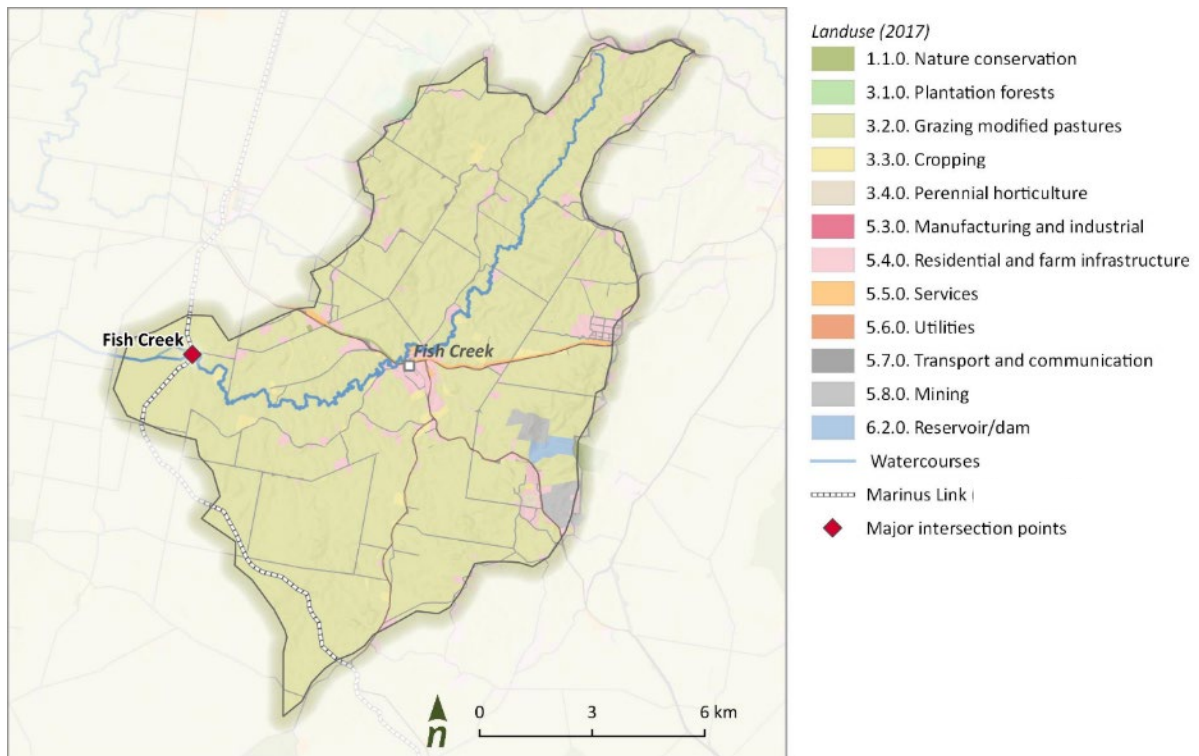 Landuse (2017)
1.1.0. Nature conservation
3.1.0. Plantation forests
3.2.0. Grazing modified pastures
3.3.0. Cropping
3.4.0. Perennial horticulture
5.3.0. Manufacturing and industrial
5.4.0. Residential and farm infrastructure
5.5.0. Services
5.6.0. Utilities
5.7.0. Transport and communication
5.8.0. Mining
6.2.0. Reservoir/dam
Watercourses
Marinus Link
Major intersection points
Fish Creek
Fish Creek
n
0 3 6 km